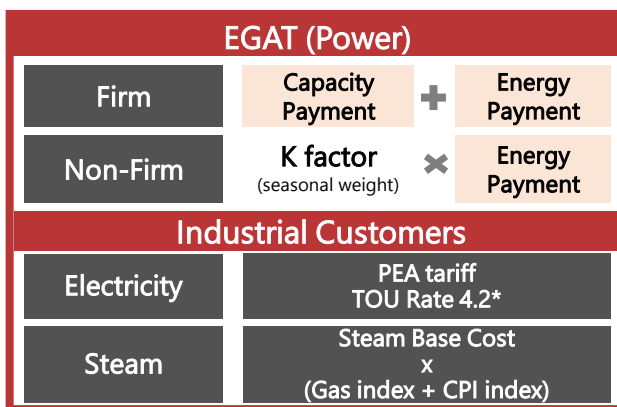 EGAT (Power)
Firm
Capacity
Payment
+
Energy
Payment
Non-Firm
K factor
(seasonal weight)
×
Energy
Payment
Industrial Customers
Electricity
PEA tariff
TOU Rate 4.2*
Steam
Steam Base Cost
x
(Gas index + CPI index)